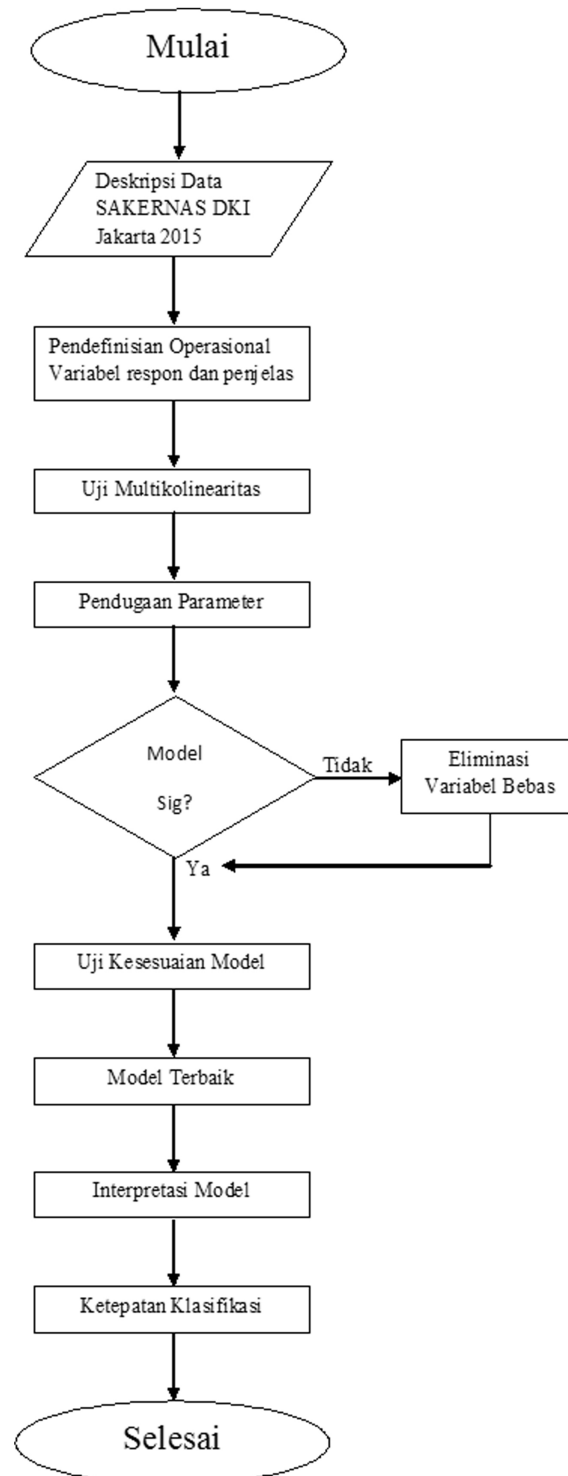 Mulai
Deskripsi Data
SAKERNAS DKI
Jakarta 2015
Pendefinisian Operasional
Variabel respon dan penjelas
Uji Multikolinearitas
Pendugaan Parameter
Model
Sig?
Tidak
Eliminasi
Variabel Bebas
Ya
Uji Kesesuaian Model
Model Terbaik
Interpretasi Model
Ketepatan Klasifikasi
Selesai